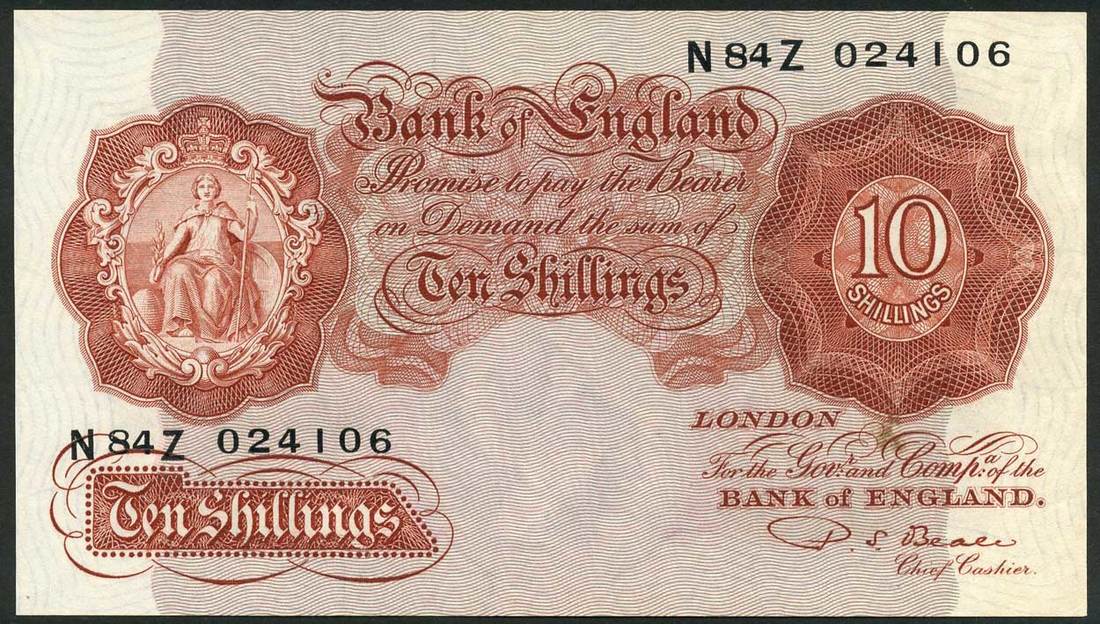 N84Z 024106
Bank of England
Promise to pay the Bearer
on Demand the sum of
Ten Shillings
10
SHILLINGS
N84Z 024106
Ten Shillings
LONDON
For the Govr. and Compa. of the
BANK of ENGLAND.
P. S. Beale
Chief Cashier.